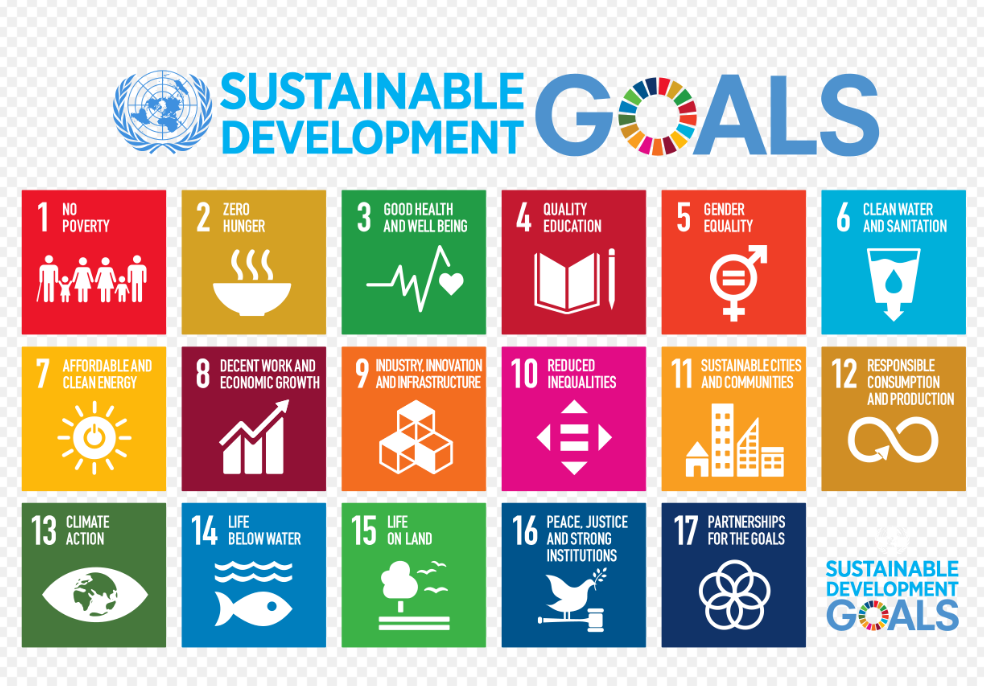 SUSTAINABLE
DEVELOPMENT
GOALS
1 NO
POVERTY
2 ZERO
HUNGER
3 GOOD HEALTH
AND WELL BEING
4 QUALITY
EDUCATION
5 GENDER
EQUALITY
6 CLEAN WATER
AND SANITATION
7 AFFORDABLE AND
CLEAN ENERGY
8 DECENT WORK AND
ECONOMIC GROWTH
9 INDUSTRY, INNOVATION
AND INFRASTRUCTURE
10 REDUCED
INEQUALITIES
11 SUSTAINABLE CITIES
AND COMMUNITIES
12 RESPONSIBLE
CONSUMPTION
AND PRODUCTION
13 CLIMATE
ACTION
14 LIFE
BELOW WATER
15 LIFE
ON LAND
16 PEACE, JUSTICE
AND STRONG
INSTITUTIONS
17 PARTNERSHIPS
FOR THE GOALS
SUSTAINABLE
DEVELOPMENT
GOALS